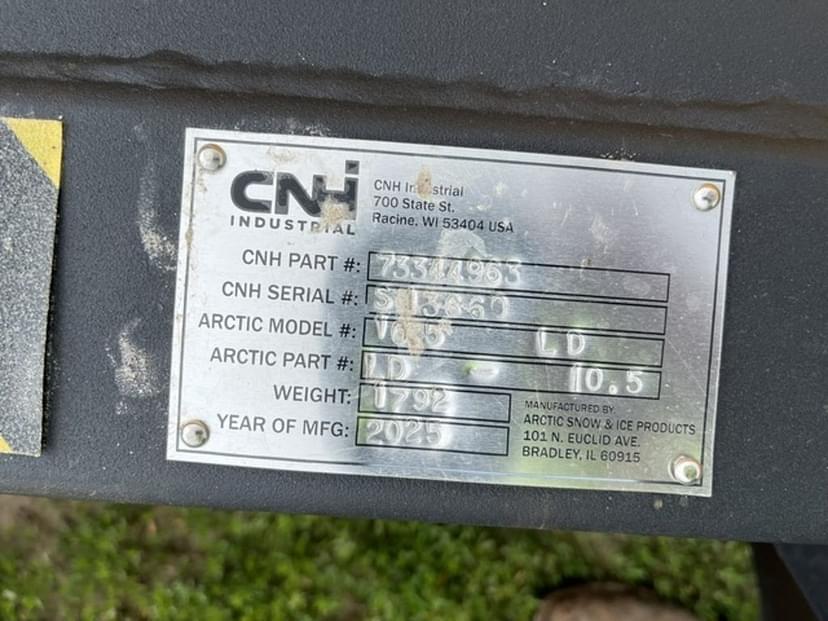 CNH
INDUSTRIAL
CNH Industrial
700 State St.
Racine, WI 53404 USA
CNH PART #: 73344963
CNH SERIAL #:
ARCTIC MODEL #: LD
ARCTIC PART #: LD - 10.5
WEIGHT: 1792
YEAR OF MFG: 2025
MANUFACTURED BY
ARCTIC SNOW & ICE PRODUCTS
101 N. EUCLID AVE.
BRADLEY, IL 60915